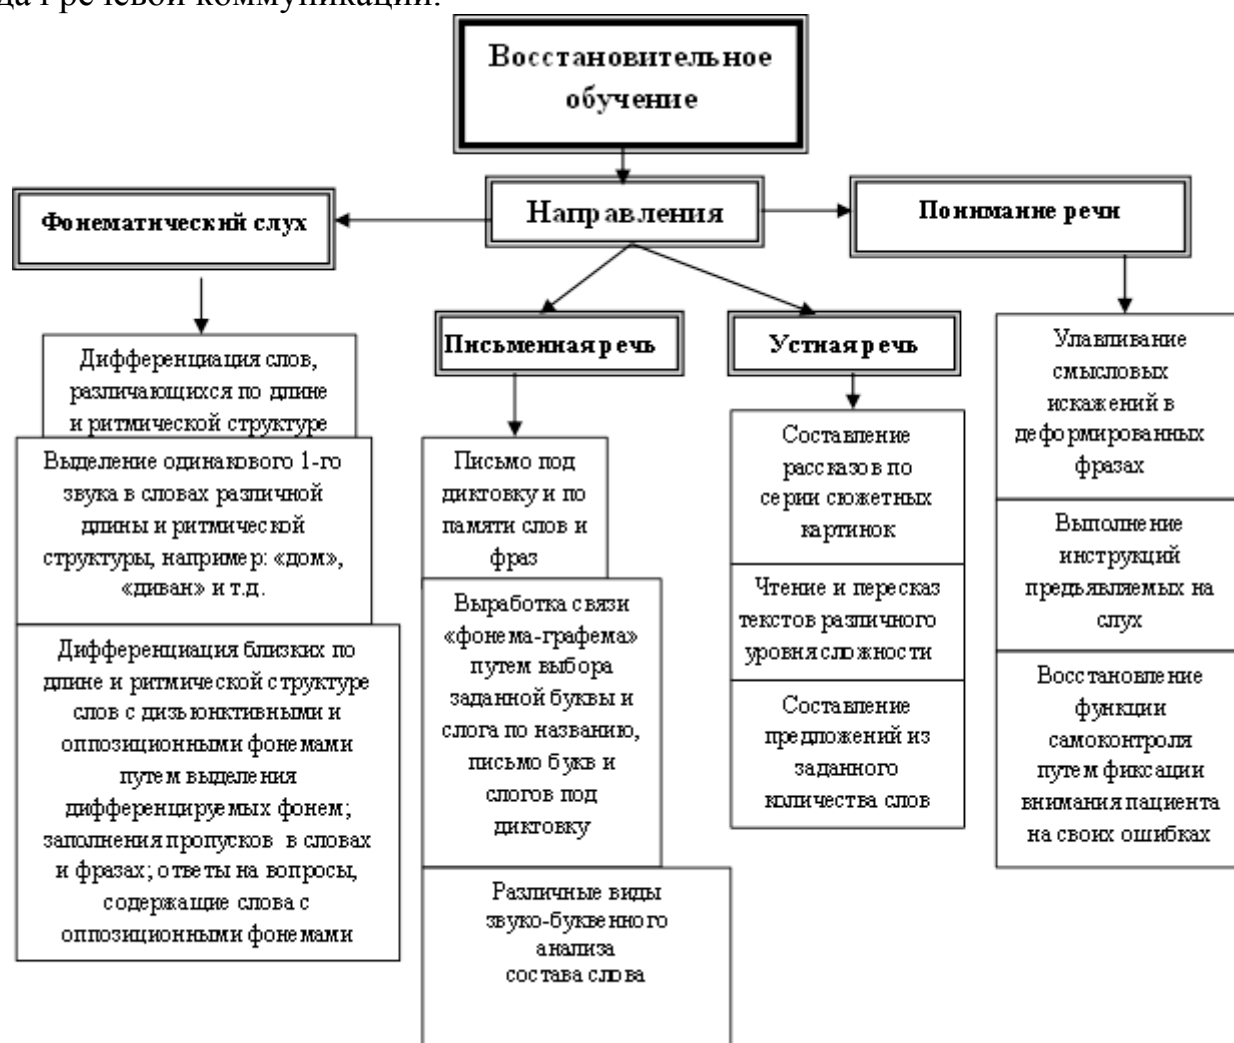 речевой коммуникации.
Восстановительное
обучение
Направления
Фонематический слух
Понимание речи
Письменная речь
Устная речь
Дифференциация слов,
различающихся по длине
и ритмической структуре
Выделение одинакового 1-го
звука в словах различной
длины и ритмической
структуры, например: «дом»,
«диван» и т.д.
Дифференциация близких по
длине и ритмической структуре
слов с дизъюнктивными и
оппозиционными фонемами
путем выделения
дифференцируемых фонем;
заполнения пропусков в словах
и фразах; ответы на вопросы,
содержащие слова с
оппозиционными фонемами
Письмо под
диктовку и по
памяти слов и
фраз
Выработка связи
«фонема-графема»
путем выбора
заданной буквы и
слога по названию,
письмо букв и
слогов под
диктовку
Различные виды
звуко-буквенного
анализа
состава слова
Составление
рассказов по
серии сюжетных
картинок
Чтение и пересказ
текстов различного
уровня сложности
Составление
предложений из
заданного
количества слов
Улавливание
смысловых
искажений в
деформированных
фразах
Выполнение
инструкций
предъявляемых на
слух
Восстановление
функции
самоконтроля
путем фиксации
внимания пациента
на своих ошибках